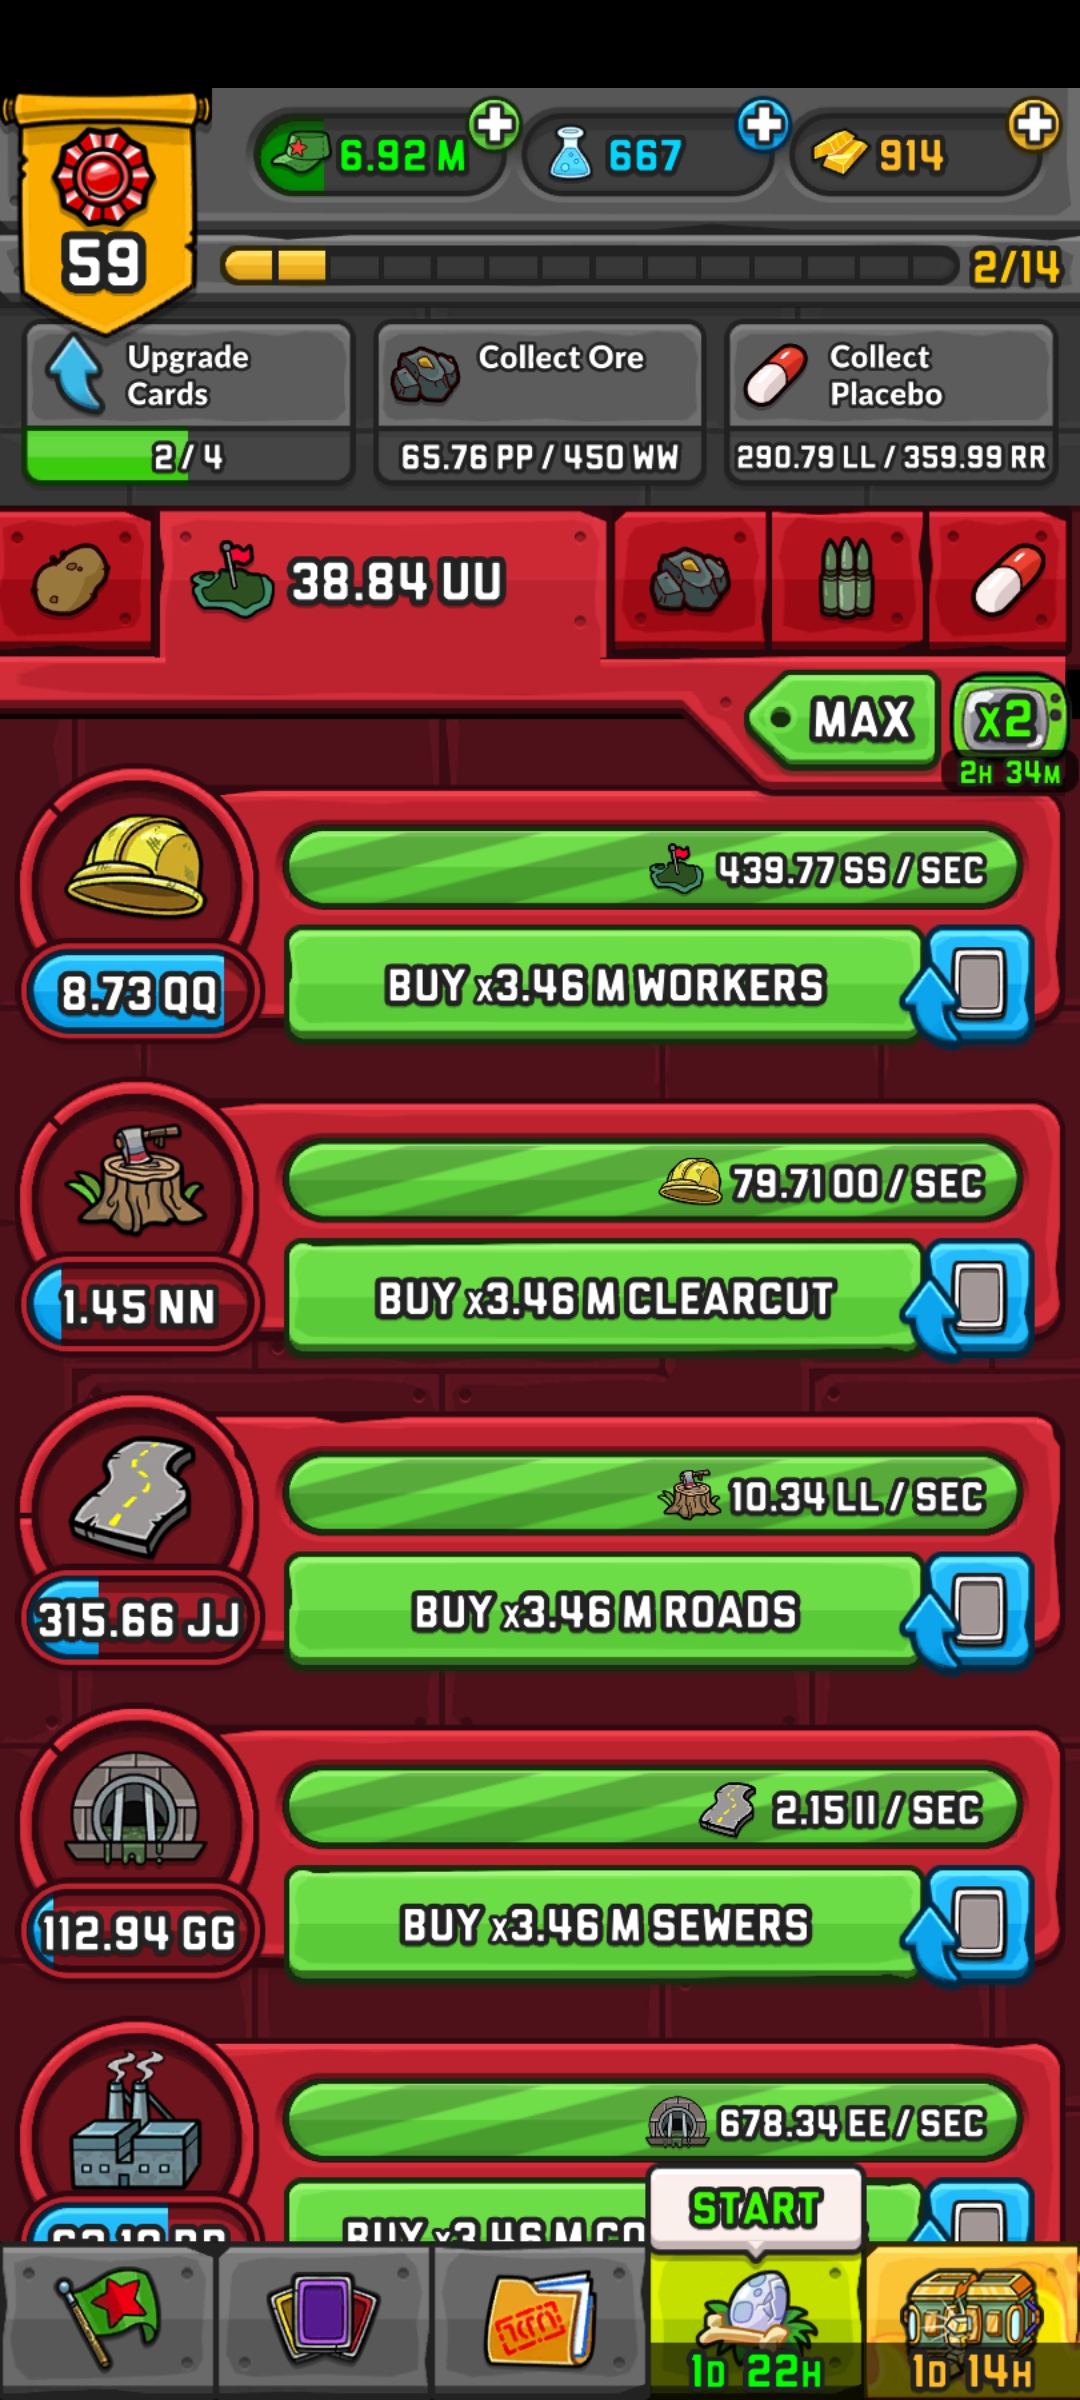 6.92 M
667
914
59
2/14
Upgrade
Cards
2/4
Collect Ore
65.76 PP / 450 WW
Collect
Placebo
290.79 LL / 359.99 RR
38.84 UU
MAX
x2
2H 34M
439.77 SS / SEC
8.73 QQ
BUY x3.46 M WORKERS
79.71 OO / SEC
1.45 NN
BUY x3.46 M CLEARCUT
10.34 LL / SEC
315.66 JJ
BUY x3.46 M ROADS
2.15 II / SEC
112.94 GG
BUY x3.46 M SEWERS
678.34 EE / SEC
BUY x3.46 M
START
1D 22H
1D 14H